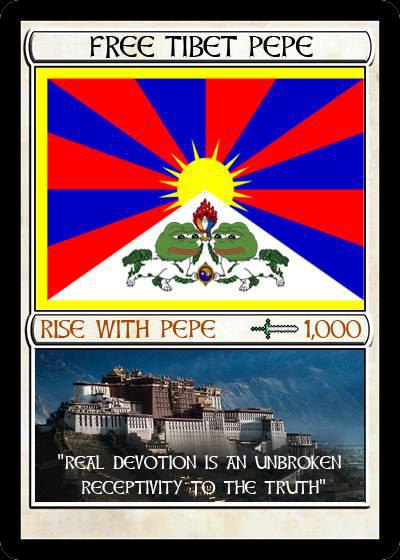 FREE TIBET PEPE
RISE WITH PEPE 1,000
"REAL DEVOTION IS AN UNBROKEN
RECEPTIVITY TO THE TRUTH"